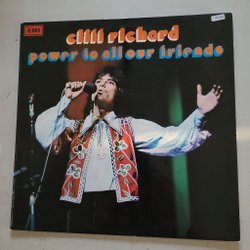 EMI
cliff richard
power to all our friends